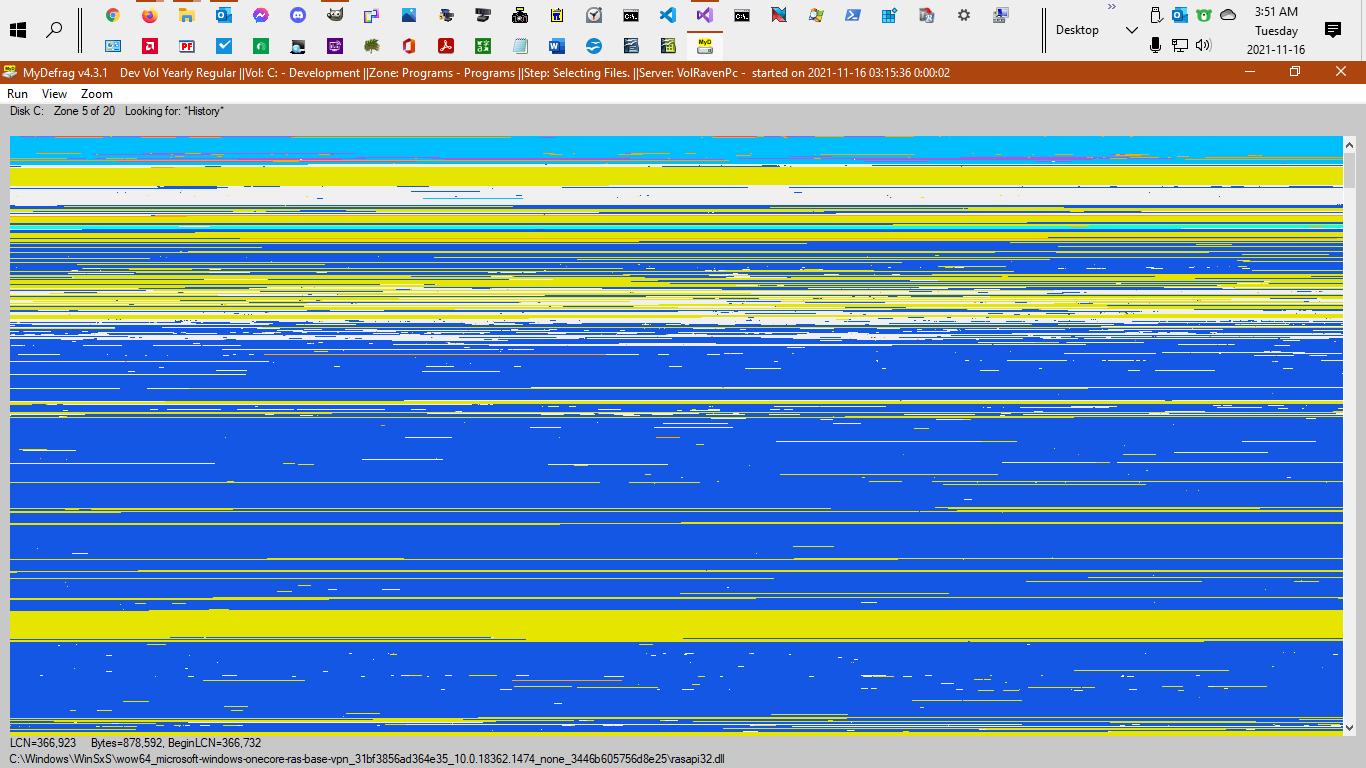 3:51 AM
Desktop
Tuesday
2021-11-16
MyDefrag v4.3.1 Dev Vol Yearly Regular ||Vol: C: - Development ||Zone: Programs - Programs ||Step: Selecting Files. ||Server: VolRavenPc - started on 2021-11-16 03:15:36 0:00:02
Run View Zoom
Disk C: Zone 5 of 20 Looking for: "History"
LCN=366,923 Bytes=878,592, BeginLCN=366,732
C:\Windows\WinSxS\wow64_microsoft-windows-onecore-ras-base-vpn_31bf3856ad364e35_10.0.18362.1474_none_3446b605756d8e25\rasapi32.dll